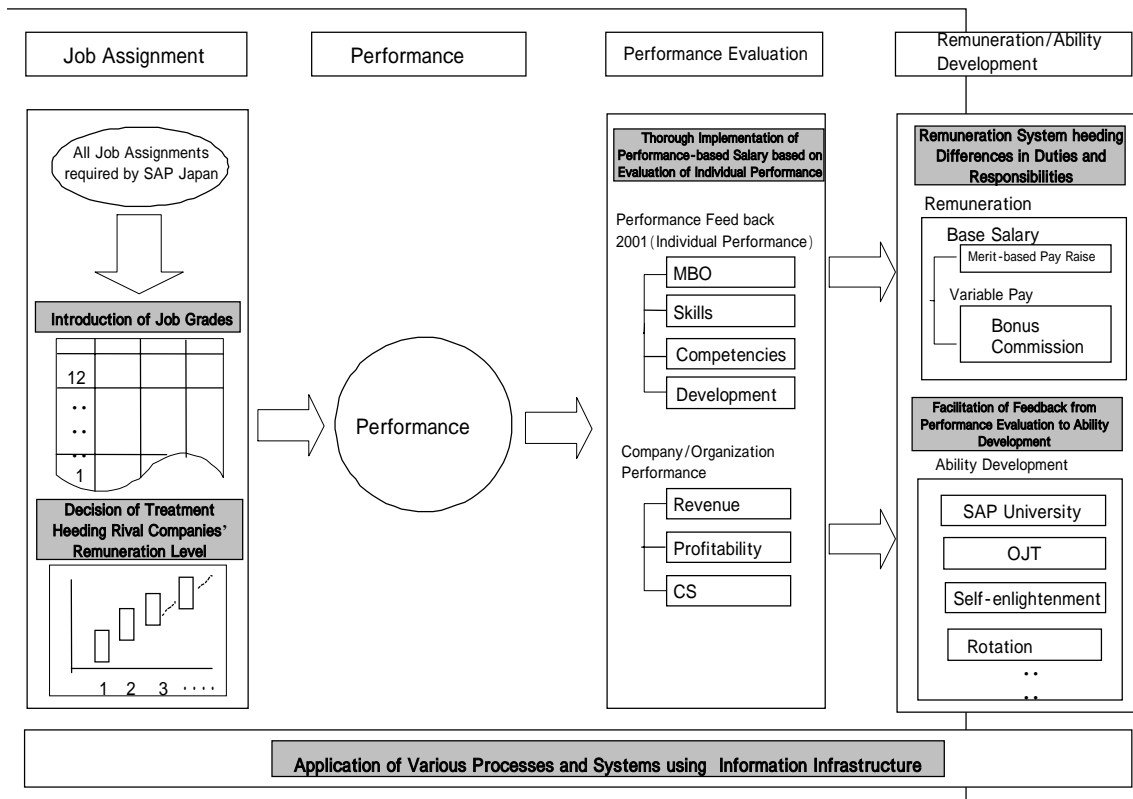 Job Assignment
Performance
Performance Evaluation
Remuneration/Ability
Development
All Job Assignments
required by SAP Japan
Introduction of Job Grades
12
..
..
..
1
Decision of Treatment
Heeding Rival Companies'
Remuneration Level
1 2 3 ....
Performance
Thorough Implementation of
Performance-based Salary based on
Evaluation of Individual Performance
Performance Feed back
2001(Individual Performance)
MBO
Skills
Competencies
Development
Company/Organization
Performance
Revenue
Profitability
CS
Remuneration System heeding
Differences in Duties and
Responsibilities
Remuneration
Base Salary
Merit-based Pay Raise
Variable Pay
Bonus
Commission
Facilitation of Feedback from
Performance Evaluation to Ability
Development
Ability Development
SAP University
OJT
Self-enlightenment
Rotation
..
..
Application of Various Processes and Systems using Information Infrastructure